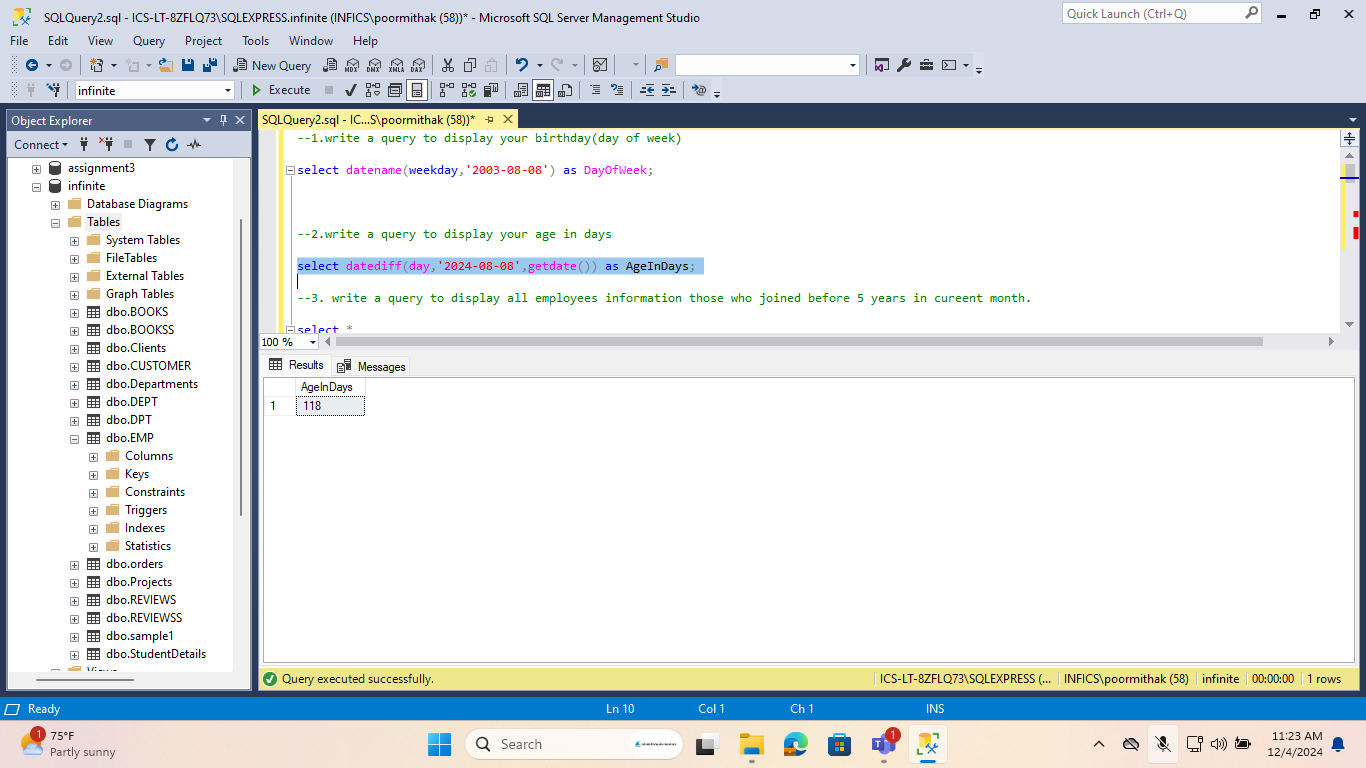 SQLQuery2.sql - ICS-LT-8ZFLQ73\SQLEXPRESS.infinite (INFICS\poormithak (58))* - Microsoft SQL Server Management Studio
Quick Launch (Ctrl+Q)
File Edit View Query Project Tools Window Help
New Query
infinite
Execute
Object Explorer
SQLQuery2.sql - IC...S\poormithak (58))*
Connect
assignment3
infinite
Database Diagrams
Tables
System Tables
FileTables
External Tables
Graph Tables
dbo.BOOKS
dbo.BOOKSS
dbo.Clients
dbo.CUSTOMER
dbo.Departments
dbo.DEPT
dbo.DPT
dbo.EMP
Columns
Keys
Constraints
Triggers
Indexes
Statistics
dbo.orders
dbo.Projects
dbo.REVIEWS
dbo.REVIEWSS
dbo.sample1
dbo.StudentDetails
Views
--1.write a query to display your birthday(day of week)
select datename(weekday,'2003-08-08') as DayOfWeek;
--2.write a query to display your age in days
select datediff(day,'2024-08-08',getdate()) as AgeInDays;
--3. write a query to display all employees information those who joined before 5 years in cureent month.
select *
100 %
Results Messages
AgeInDays
1 118
Query executed successfully.
ICS-LT-8ZFLQ73\SQLEXPRESS (... INFICS\poormithak (58) infinite 00:00:00 1 rows
Ready Ln 10 Col 1 Ch 1 INS
1
75°F
Partly sunny
Search
1
11:23 AM
12/4/2024